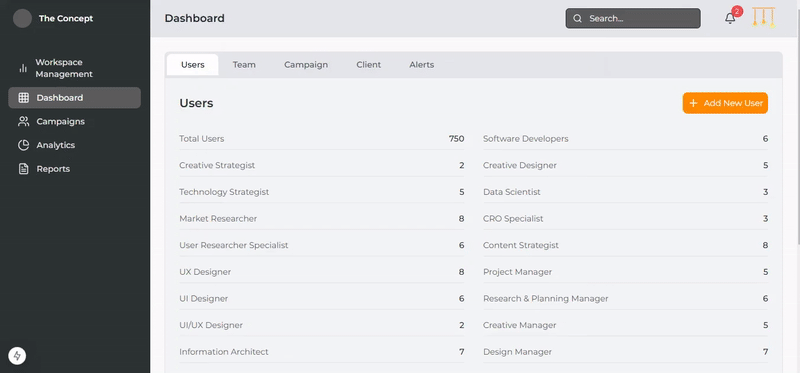 The Concept
Dashboard
Search...
2
Workspace
Management
Dashboard
Campaigns
Analytics
Reports
Users Team Campaign Client Alerts
Users
+ Add New User
Total Users 750
Software Developers 6
Creative Strategist 2
Creative Designer 5
Technology Strategist 5
Data Scientist 3
Market Researcher 8
CRO Specialist 3
User Researcher Specialist 6
Content Strategist 8
UX Designer 8
Project Manager 5
UI Designer 6
Research & Planning Manager 6
UI/UX Designer 2
Creative Manager 5
Information Architect 7
Design Manager 7